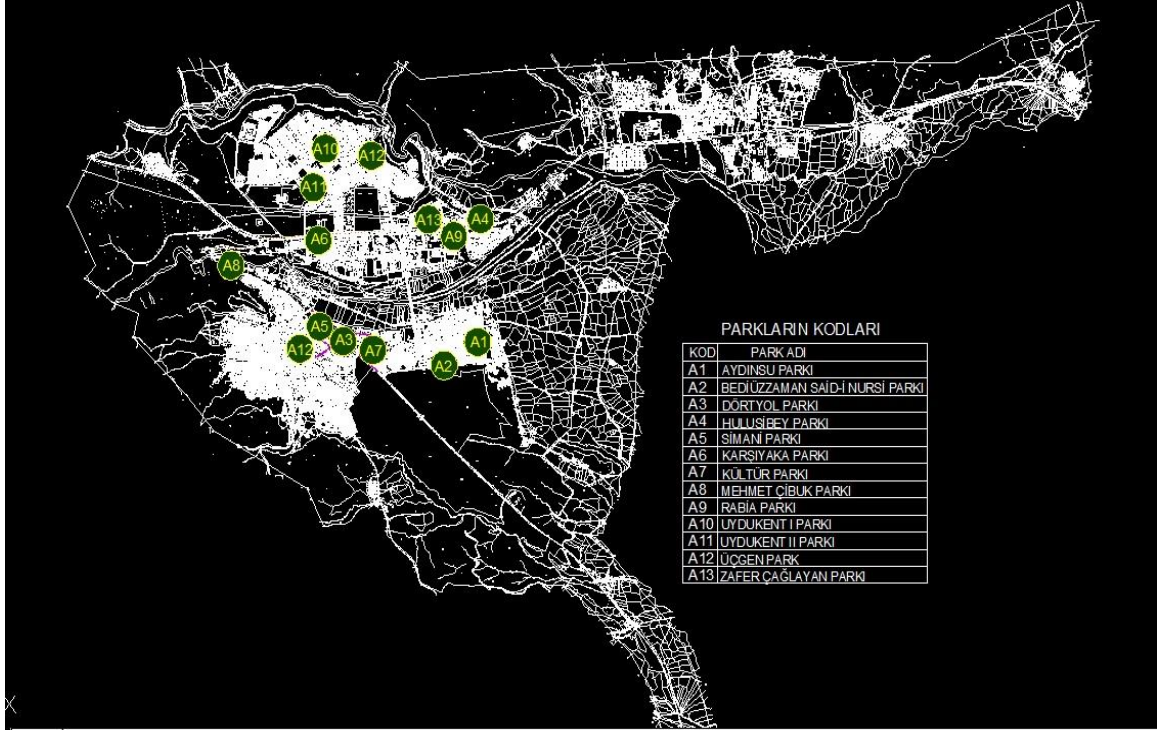 A10
A12
A11
A13
A4
A6
A9
A8
A5
A12
A3
A7
A1
A2
PARKLARIN KODLARI
KOD PARK ADI
A1 AYDINSU PARKI
A2 BEDİÜZZAMAN SAİD-İ NURSİ PARKI
A3 DÖRTYOL PARKI
A4 HULUSİBEY PARKI
A5 SİMANİ PARKI
A6 KARŞIYAKA PARKI
A7 KÜLTÜR PARKI
A8 MEHMET ÇİBUK PARKI
A9 RABİA PARKI
A10 UYDUKENT I PARKI
A11 UYDUKENT II PARKI
A12 ÜÇGEN PARK
A13 ZAFER ÇAĞLAYAN PARKI
X